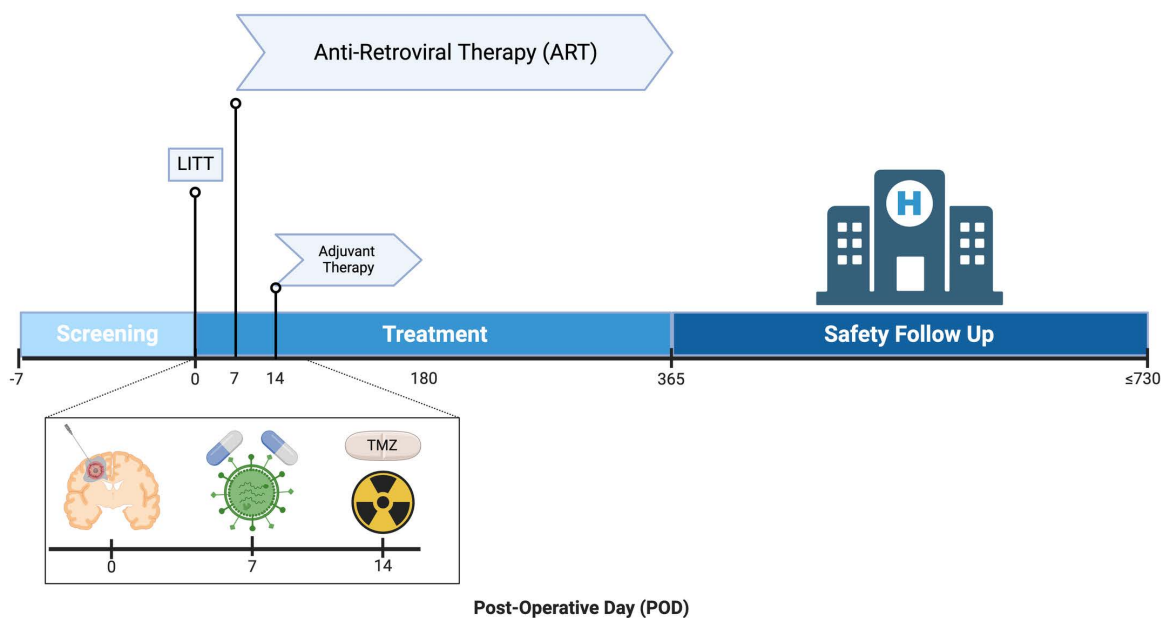 Anti-Retroviral Therapy (ART)
LITT
H
Adjuvant
Therapy
Screening
Treatment
Safety Follow Up
-7
0
7
14
180
365
≤730
TMZ
0
7
14
Post-Operative Day (POD)